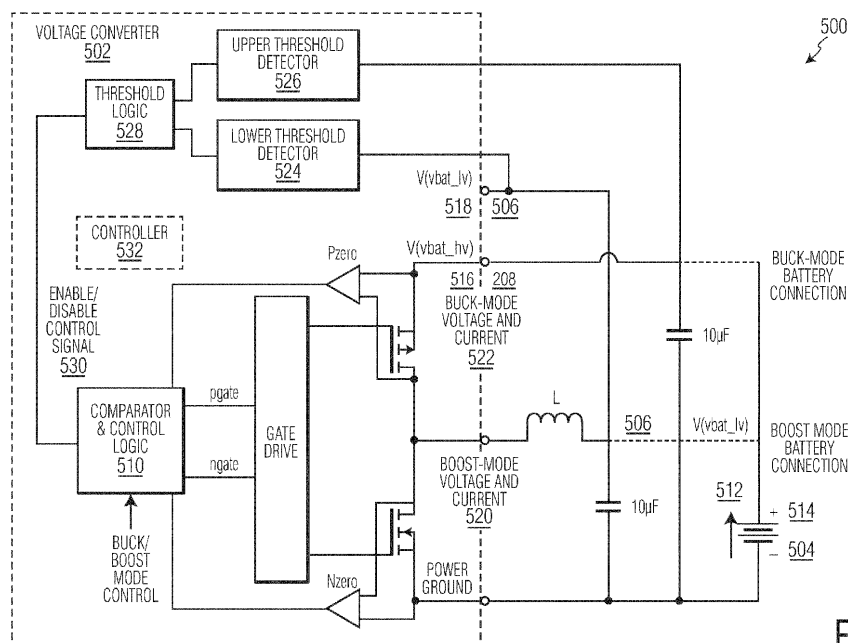 VOLTAGE CONVERTER
502
UPPER THRESHOLD
DETECTOR
526
500
THRESHOLD
LOGIC
528
LOWER THRESHOLD
DETECTOR
524
V(vbat_lv)
518
506
CONTROLLER
532
Pzero
V(vbat_hv)
516
208
BUCK-MODE
BATTERY
CONNECTION
ENABLE/
DISABLE
CONTROL
SIGNAL
530
BUCK-MODE
VOLTAGE AND
CURRENT
522
10µF
pgate
ngate
COMPARATOR
& CONTROL
LOGIC
510
GATE
DRIVE
L
506
V(vbat_lv)
BOOST MODE
BATTERY
CONNECTION
BOOST-MODE
VOLTAGE AND
CURRENT
520
10µF
512
+
514
504
−
BUCK/
BOOST
MODE
CONTROL
Nzero
POWER
GROUND
F